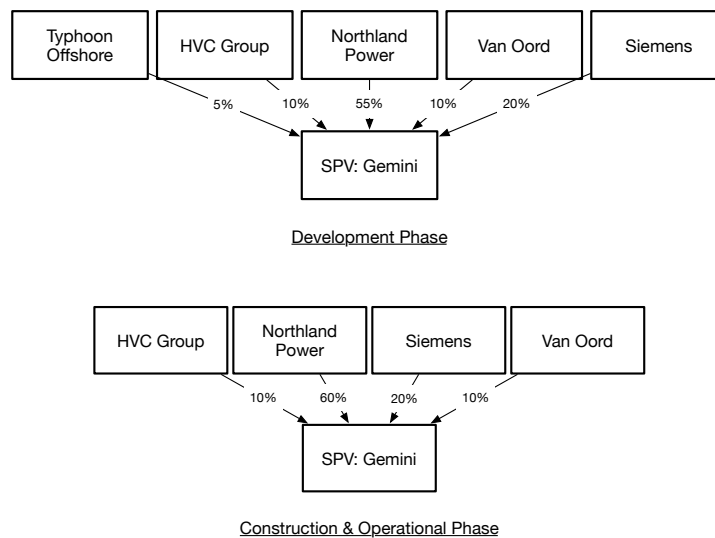 Typhoon
Offshore
HVC Group
Northland
Power
Van Oord
Siemens
5%
10%
55%
10%
20%
SPV: Gemini
Development Phase
HVC Group
Northland
Power
Siemens
Van Oord
10%
60%
20%
10%
SPV: Gemini
Construction & Operational Phase